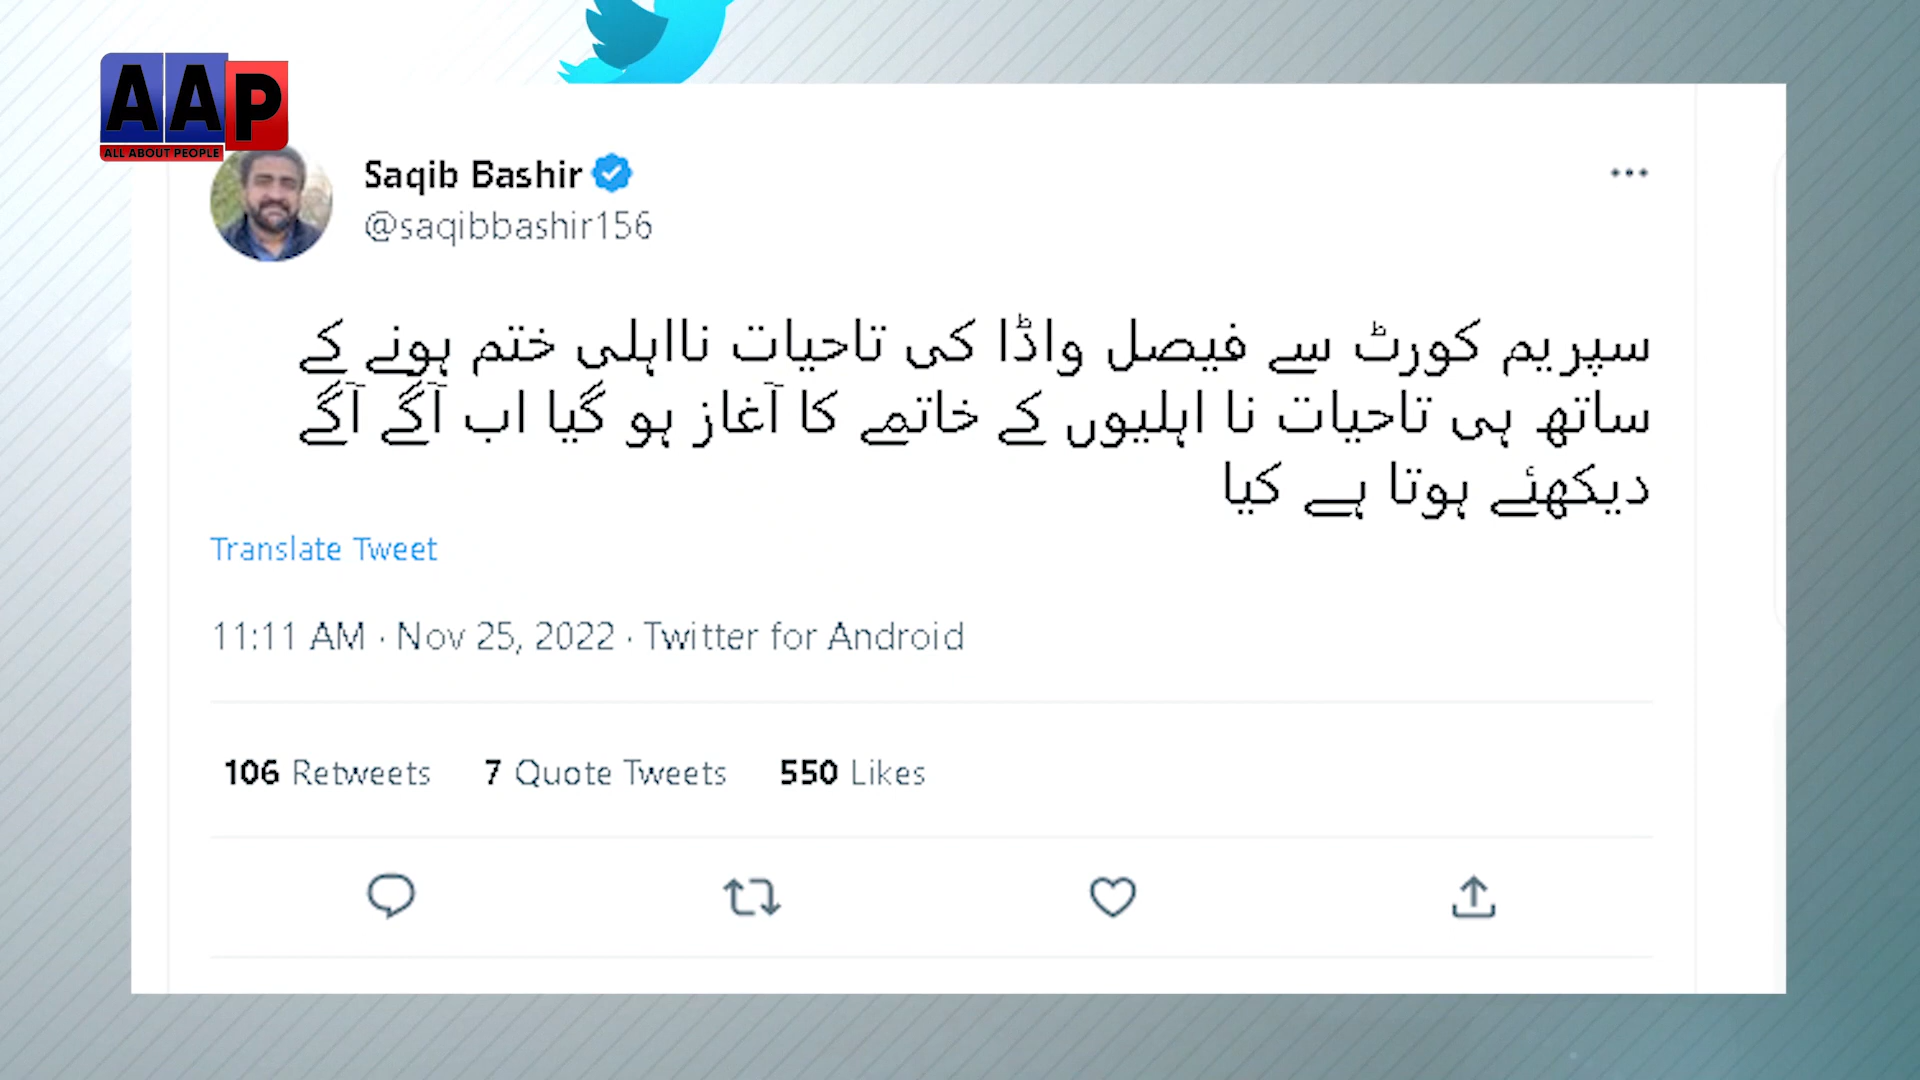 AAP
ALL ABOUT PEOPLE
Saqib Bashir
@saqibbashir156
سپریم کورٹ سے فیصل واڈا کی تاحیات نااہلی ختم ہونے کے
ساتھ ہی تاحیات نا اہلیوں کے خاتمے کا آغاز ہو گیا اب آگے آگے
دیکھئے ہوتا ہے کیا
Translate Tweet
11:11 AM · Nov 25, 2022 · Twitter for Android
106 Retweets 7 Quote Tweets 550 Likes